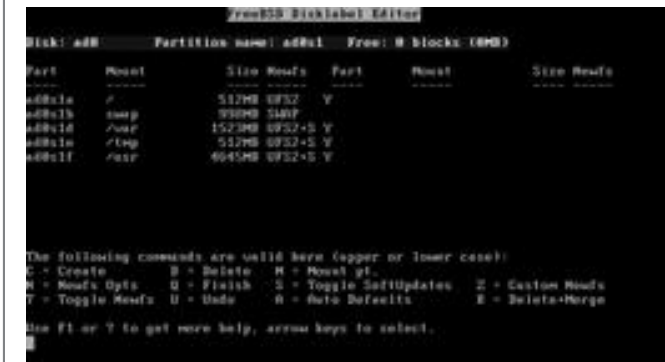 FreeBSD Disklabel Editor
Disk: ad0 Partition name: ad0s1 Free: 0 blocks (0MB)
Part Mount Size Newfs Part Mount Size Newfs
---- ----- ---- ----- ---- ----- ---- -----
ad0s1a / 512MB UFS2 Y
ad0s1b swap 998MB SWAP
ad0s1d /var 1523MB UFS2+S Y
ad0s1e /tmp 512MB UFS2+S Y
ad0s1f /usr 4645MB UFS2+S Y
The following commands are valid here (upper or lower case):
C = Create D = Delete M = Mount pt.
N = Newfs Opts Q = Finish S = Toggle SoftUpdates Z = Custom Newfs
T = Toggle Newfs U = Undo A = Auto Defaults R = Delete+Merge
Use F1 or ? to get more help, arrow keys to select.